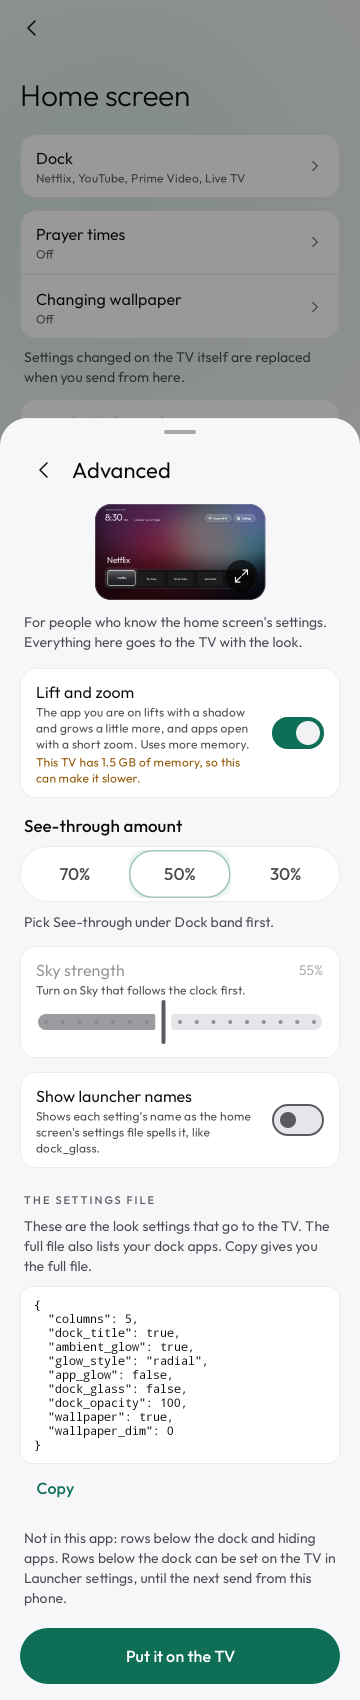 Home screen
Dock
Netflix, YouTube, Prime Video, Live TV
Prayer times
Off
Changing wallpaper
Off
Settings changed on the TV itself are replaced
when you send from here.
Advanced
8:30
Netflix
For people who know the home screen's settings.
Everything here goes to the TV with the look.
Lift and zoom
The app you are on lifts with a shadow
and grows a little more, and apps open
with a short zoom. Uses more memory.
This TV has 1.5 GB of memory, so this
can make it slower.
See-through amount
70% 50% 30%
Pick See-through under Dock band first.
Sky strength 55%
Turn on Sky that follows the clock first.
Show launcher names
Shows each setting's name as the home
screen's settings file spells it, like
dock_glass.
THE SETTINGS FILE
These are the look settings that go to the TV. The
full file also lists your dock apps. Copy gives you
the full file.
{
"columns": 5,
"dock_title": true,
"ambient_glow": true,
"glow_style": "radial",
"app_glow": false,
"dock_glass": false,
"dock_opacity": 100,
"wallpaper": true,
"wallpaper_dim": 0
}
Copy
Not in this app: rows below the dock and hiding
apps. Rows below the dock can be set on the TV in
Launcher settings, until the next send from this
phone.
Put it on the TV